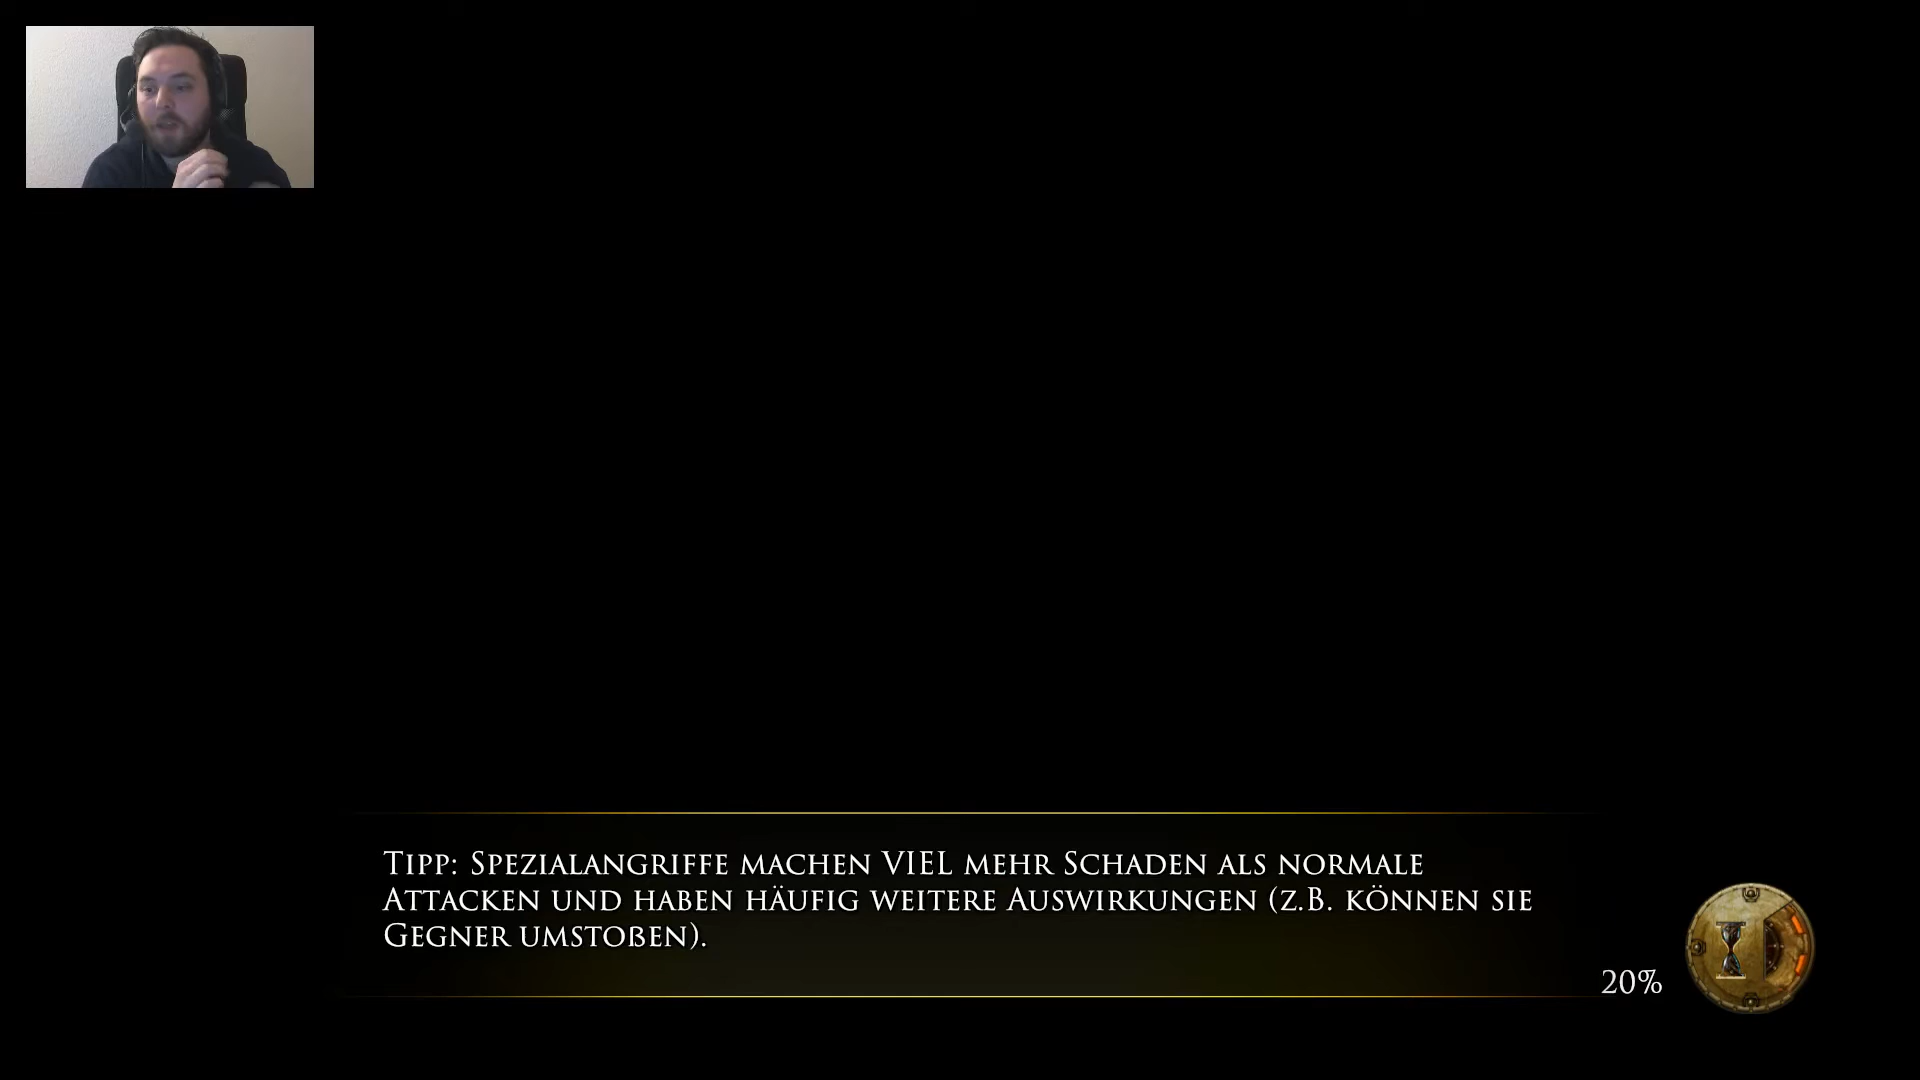 Tipp: Spezialangriffe machen VIEL mehr Schaden als normale
Attacken und haben häufig weitere Auswirkungen (z.B. können sie
Gegner umstoßen).
20%